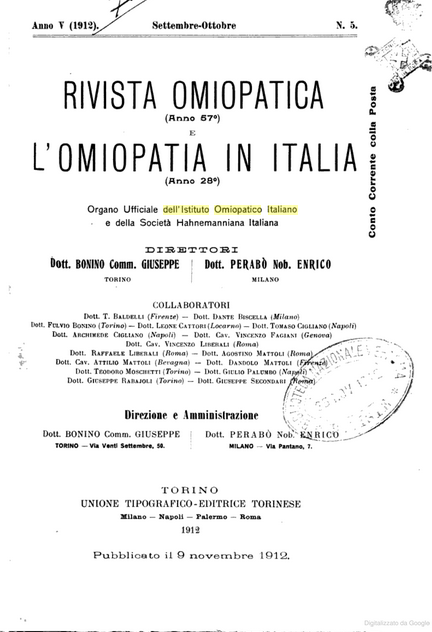 Anno V (1912). Settembre-Ottobre N. 5.
RIVISTA OMIOPATICA
(Anno 57°)
E
L'OMIOPATIA IN ITALIA
(Anno 28°)
Conto Corrente colla Posta
Organo Ufficiale dell'Istituto Omiopatico Italiano
e della Società Hahnemanniana Italiana
DIRETTORI
Dott. BONINO Comm. GIUSEPPE Dott. PERABÒ Nob. ENRICO
TORINO MILANO
COLLABORATORI
Dott. T. BALDELLI (Firenze) — Dott. DANTE BISCELLA (Milano)
Dott. FULVIO BONINO (Torino) — Dott. LEONE CATTORI (Locarno) — Dott. TOMASO CIGLIANO (Napoli)
Dott. ARCHIMEDE CIGLIANO (Napoli) — Dott. Cav. VINCENZO FAGIANI (Genova)
Dott. Cav. VINCENZO LIBERALI (Roma)
Dott. RAFFAELE LIBERALI (Roma) — Dott. AGOSTINO MATTOLI (Roma)
Dott. Cav. ATTILIO MATTOLI (Bevagna) — Dott. DANDOLO MATTOLI (Firenze)
Dott. TEODORO MOSCHETTI (Torino) — Dott. GIULIO PALUMBO (Napoli)
Dott. GIUSEPPE RABAJOLI (Torino) — Dott. GIUSEPPE SECONDARI (Roma)
Direzione e Amministrazione
Dott. BONINO Comm. GIUSEPPE Dott. PERABÒ Nob. ENRICO
TORINO — Via Venti Settembre, 58. MILANO — Via Pantano, 7.
TORINO
UNIONE TIPOGRAFICO-EDITRICE TORINESE
Milano — Napoli — Palermo — Roma
1912
Pubblicato il 9 novembre 1912.
Digitalizzato da Google